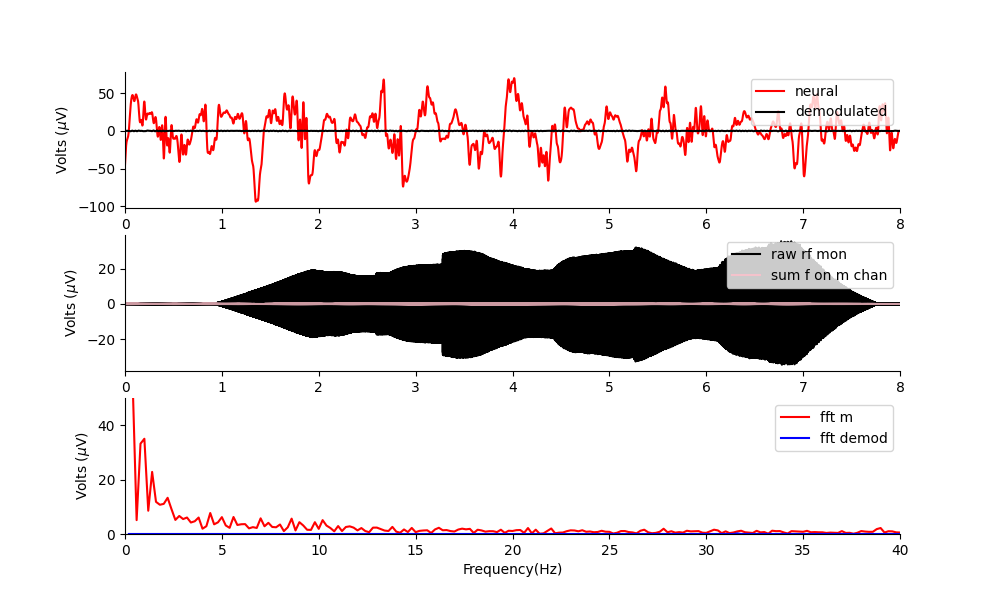 Volts (μV)
50
0
−50
−100
neural
demodulated
0 1 2 3 4 5 6 7 8
Volts (μV)
20
0
−20
raw rf mon
sum f on m chan
0 1 2 3 4 5 6 7 8
Volts (μV)
40
20
0
fft m
fft demod
0 5 10 15 20 25 30 35 40
Frequency(Hz)